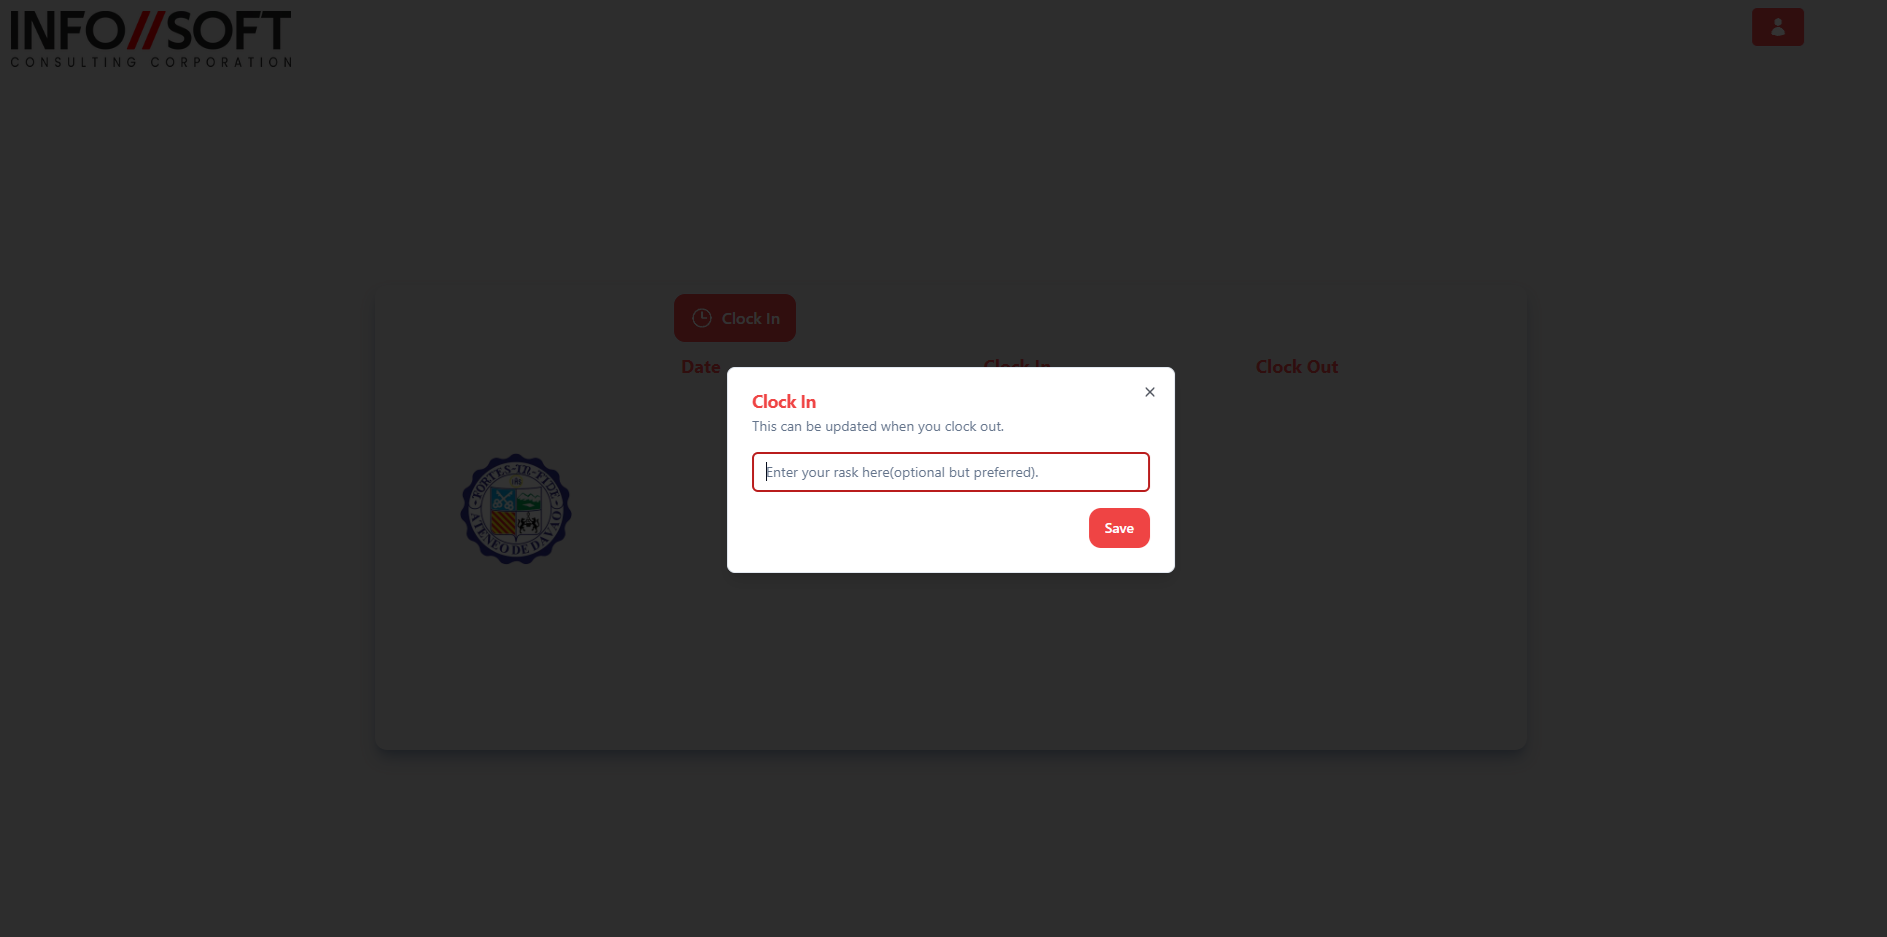 INFO//SOFT
CONSULTING CORPORATION
Clock In
Date
Clock In
Clock Out
Clock In
This can be updated when you clock out.
Enter your rask here(optional but preferred).
Save
FORTES·IN·FIDE
ATENEO DE DAVAO